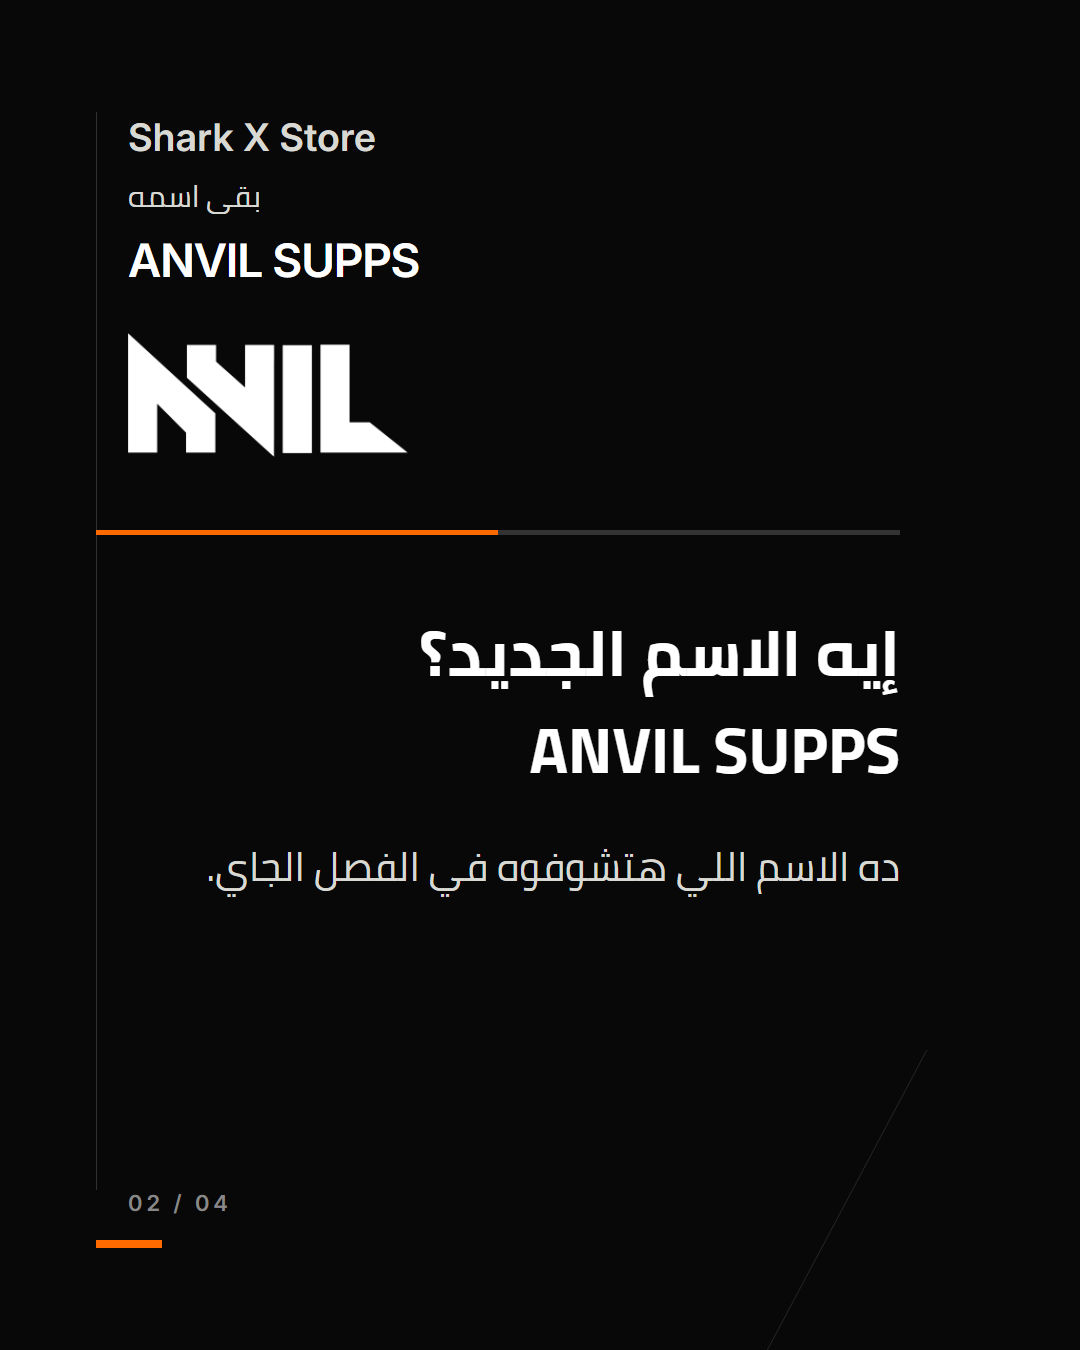 Shark X Store
بقى اسمه
ANVIL SUPPS
ANVIL
إيه الاسم الجديد؟
ANVIL SUPPS
ده الاسم اللي هتشوفوه في الفصل الجاي.
02 / 04